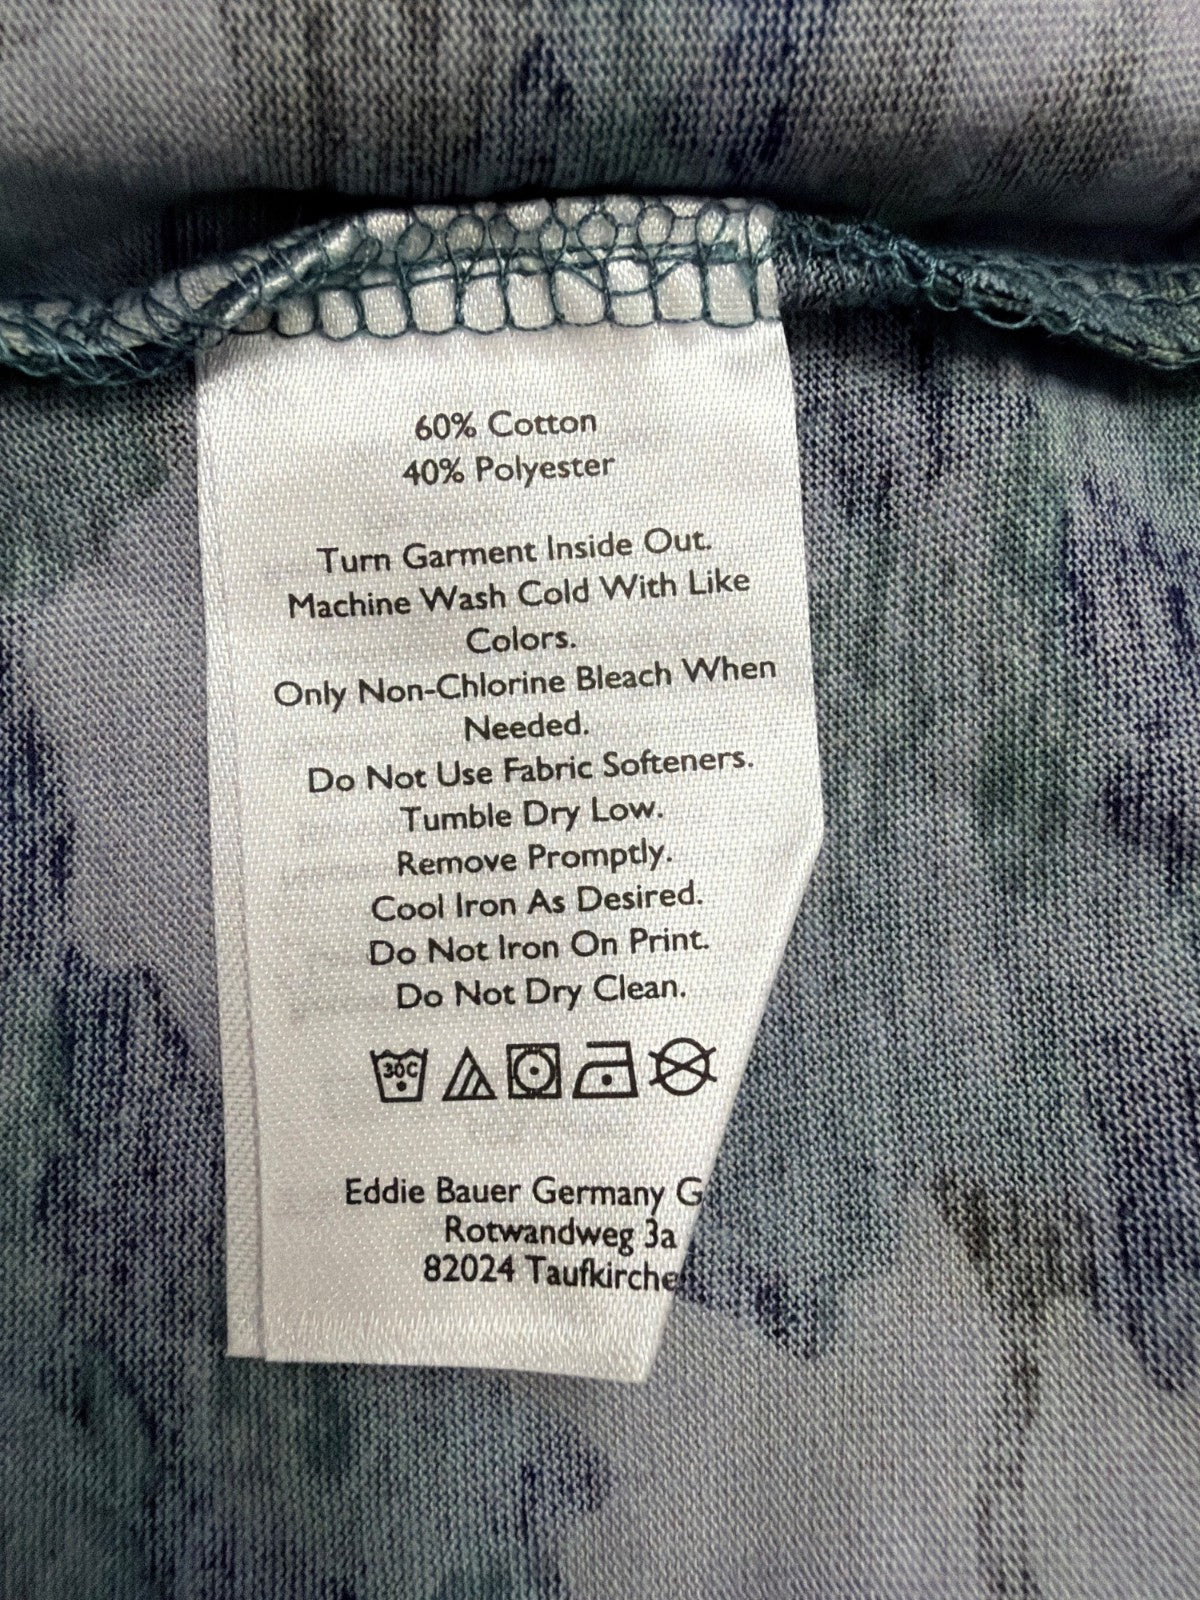 60% Cotton
40% Polyester
Turn Garment Inside Out.
Machine Wash Cold With Like
Colors.
Only Non-Chlorine Bleach When
Needed.
Do Not Use Fabric Softeners.
Tumble Dry Low.
Remove Promptly.
Cool Iron As Desired.
Do Not Iron On Print.
Do Not Dry Clean.
30C
Eddie Bauer Germany G
Rotwandweg 3a
82024 Taufkirche